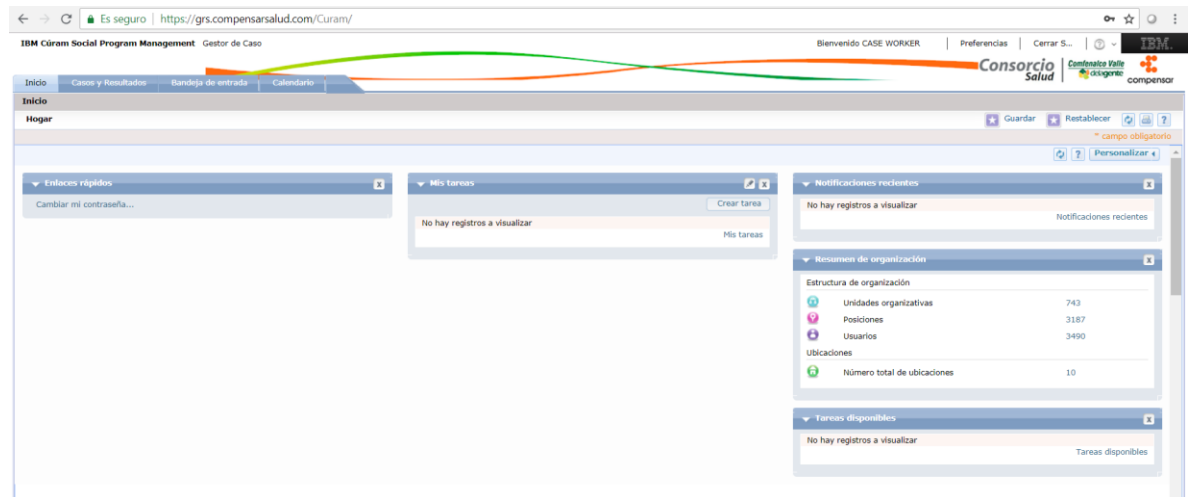 Es seguro | https://grs.compensarsalud.com/Curam/
IBM Cúram Social Program Management Gestor de Caso
Bienvenido CASE WORKER | Preferencias | Cerrar S... | IBM.
Consorcio Salud
Comfenalco Valle
delagente
compensar
Inicio Casos y Resultados Bandeja de entrada Calendario
Inicio
Hogar
Guardar Restablecer ?
* campo obligatorio
? Personalizar
Enlaces rápidos x
Cambiar mi contraseña...
Mis tareas x
Crear tarea
No hay registros a visualizar
Mis tareas
Notificaciones recientes x
No hay registros a visualizar
Notificaciones recientes
Resumen de organización x
Estructura de organización
Unidades organizativas 743
Posiciones 3187
Usuarios 3490
Ubicaciones
Número total de ubicaciones 10
Tareas disponibles x
No hay registros a visualizar
Tareas disponibles